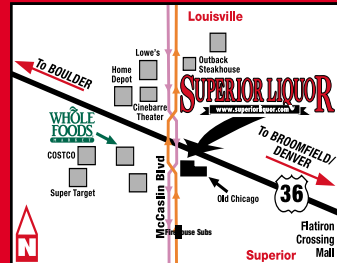 Louisville
Lowe's
Outback
Steakhouse
To BOULDER
Home
Depot
Cinebarre
Theater
SUPERIOR LIQUOR
www.superiorliquor.com
WHOLE
FOODS
MARKET
To BROOMFIELD/
DENVER
COSTCO
Super Target
McCaslin Blvd
Old Chicago
36
Firehouse Subs
Flatiron
Crossing
Mall
Superior
N